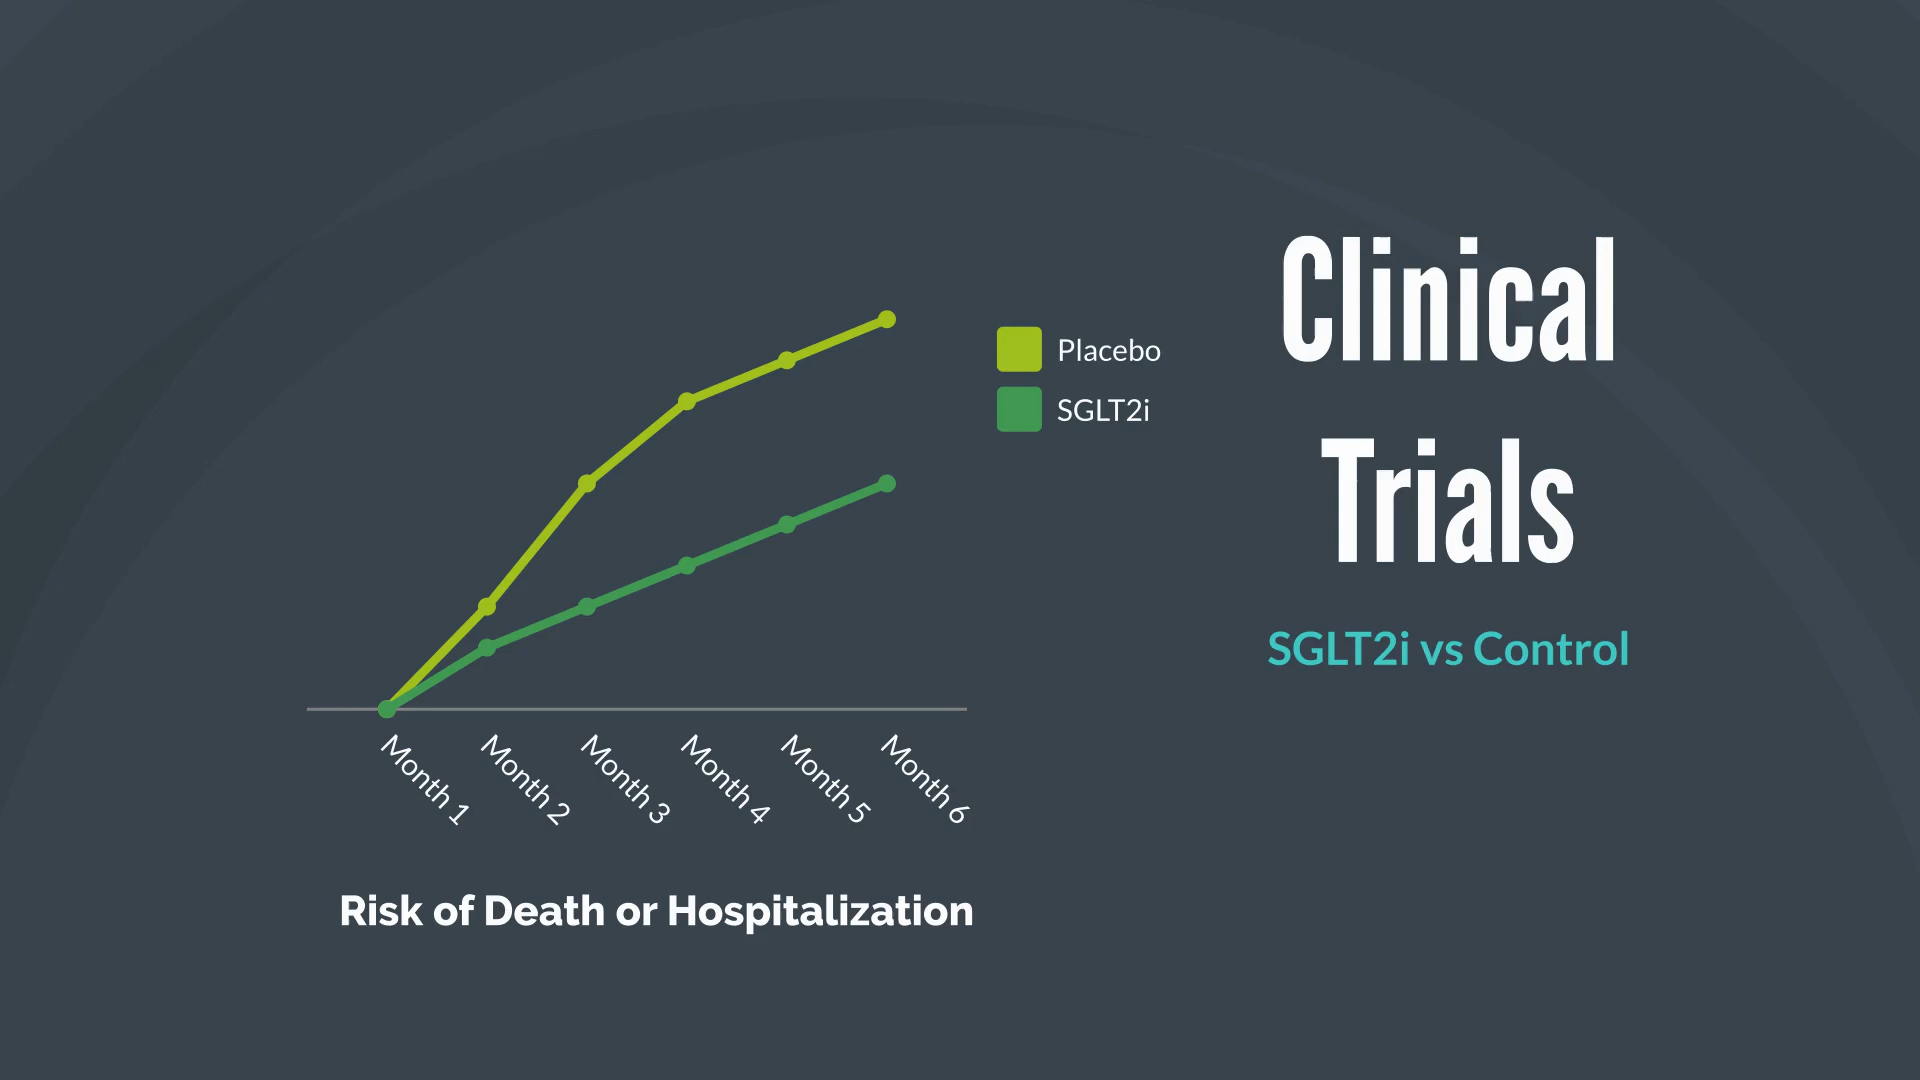 Clinical
Trials
SGLT2i vs Control
Placebo
SGLT2i
Month 1
Month 2
Month 3
Month 4
Month 5
Month 6
Risk of Death or Hospitalization